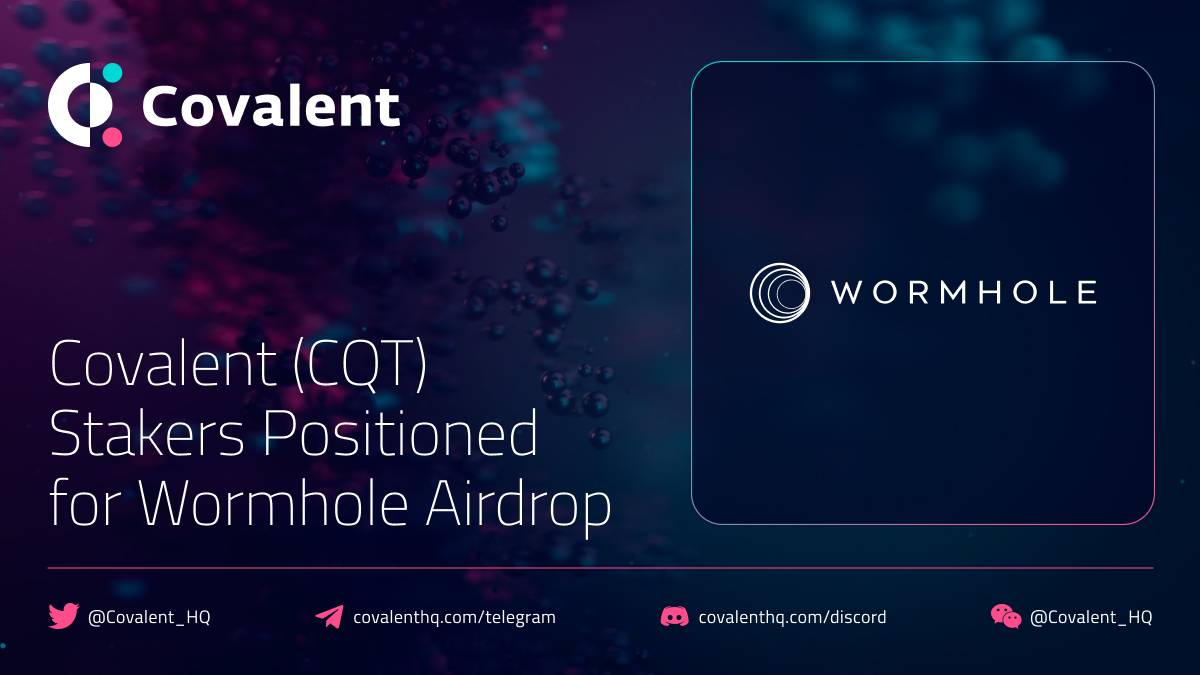 Covalent
WORMHOLE
Covalent (CQT)
Stakers Positioned
for Wormhole Airdrop
@Covalent_HQ
covalenthq.com/telegram
covalenthq.com/discord
@Covalent_HQ